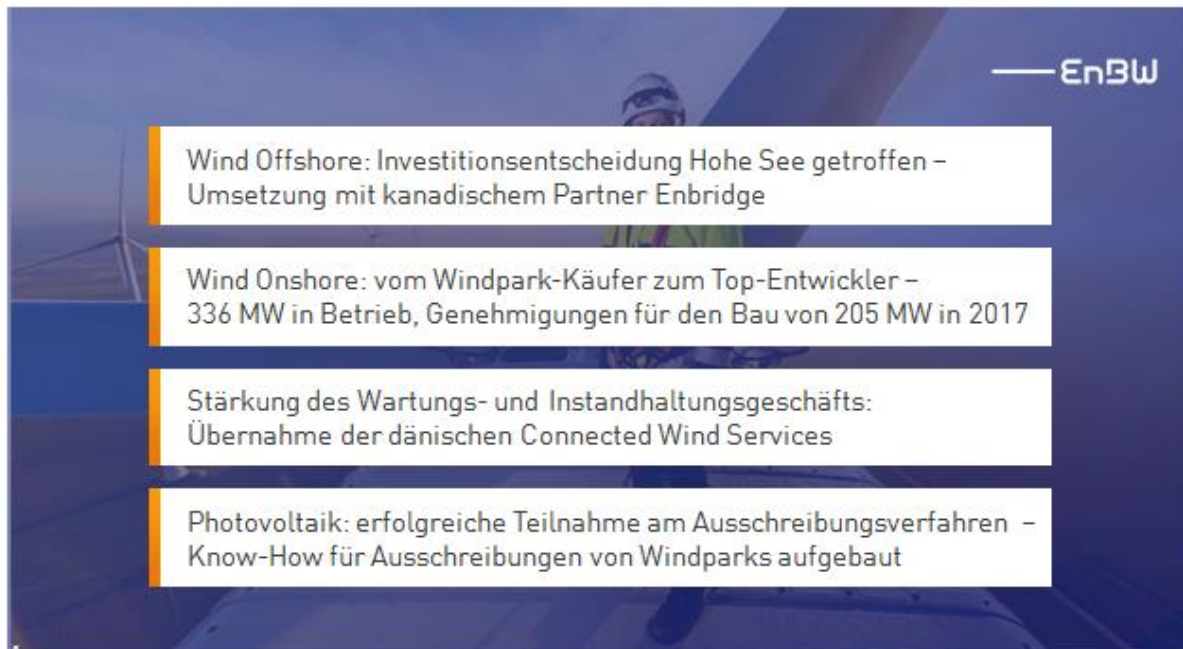 EnBW
Wind Offshore: Investitionsentscheidung Hohe See getroffen –
Umsetzung mit kanadischem Partner Enbridge
Wind Onshore: vom Windpark-Käufer zum Top-Entwickler –
336 MW in Betrieb, Genehmigungen für den Bau von 205 MW in 2017
Stärkung des Wartungs- und Instandhaltungsgeschäfts:
Übernahme der dänischen Connected Wind Services
Photovoltaik: erfolgreiche Teilnahme am Ausschreibungsverfahren –
Know-How für Ausschreibungen von Windparks aufgebaut